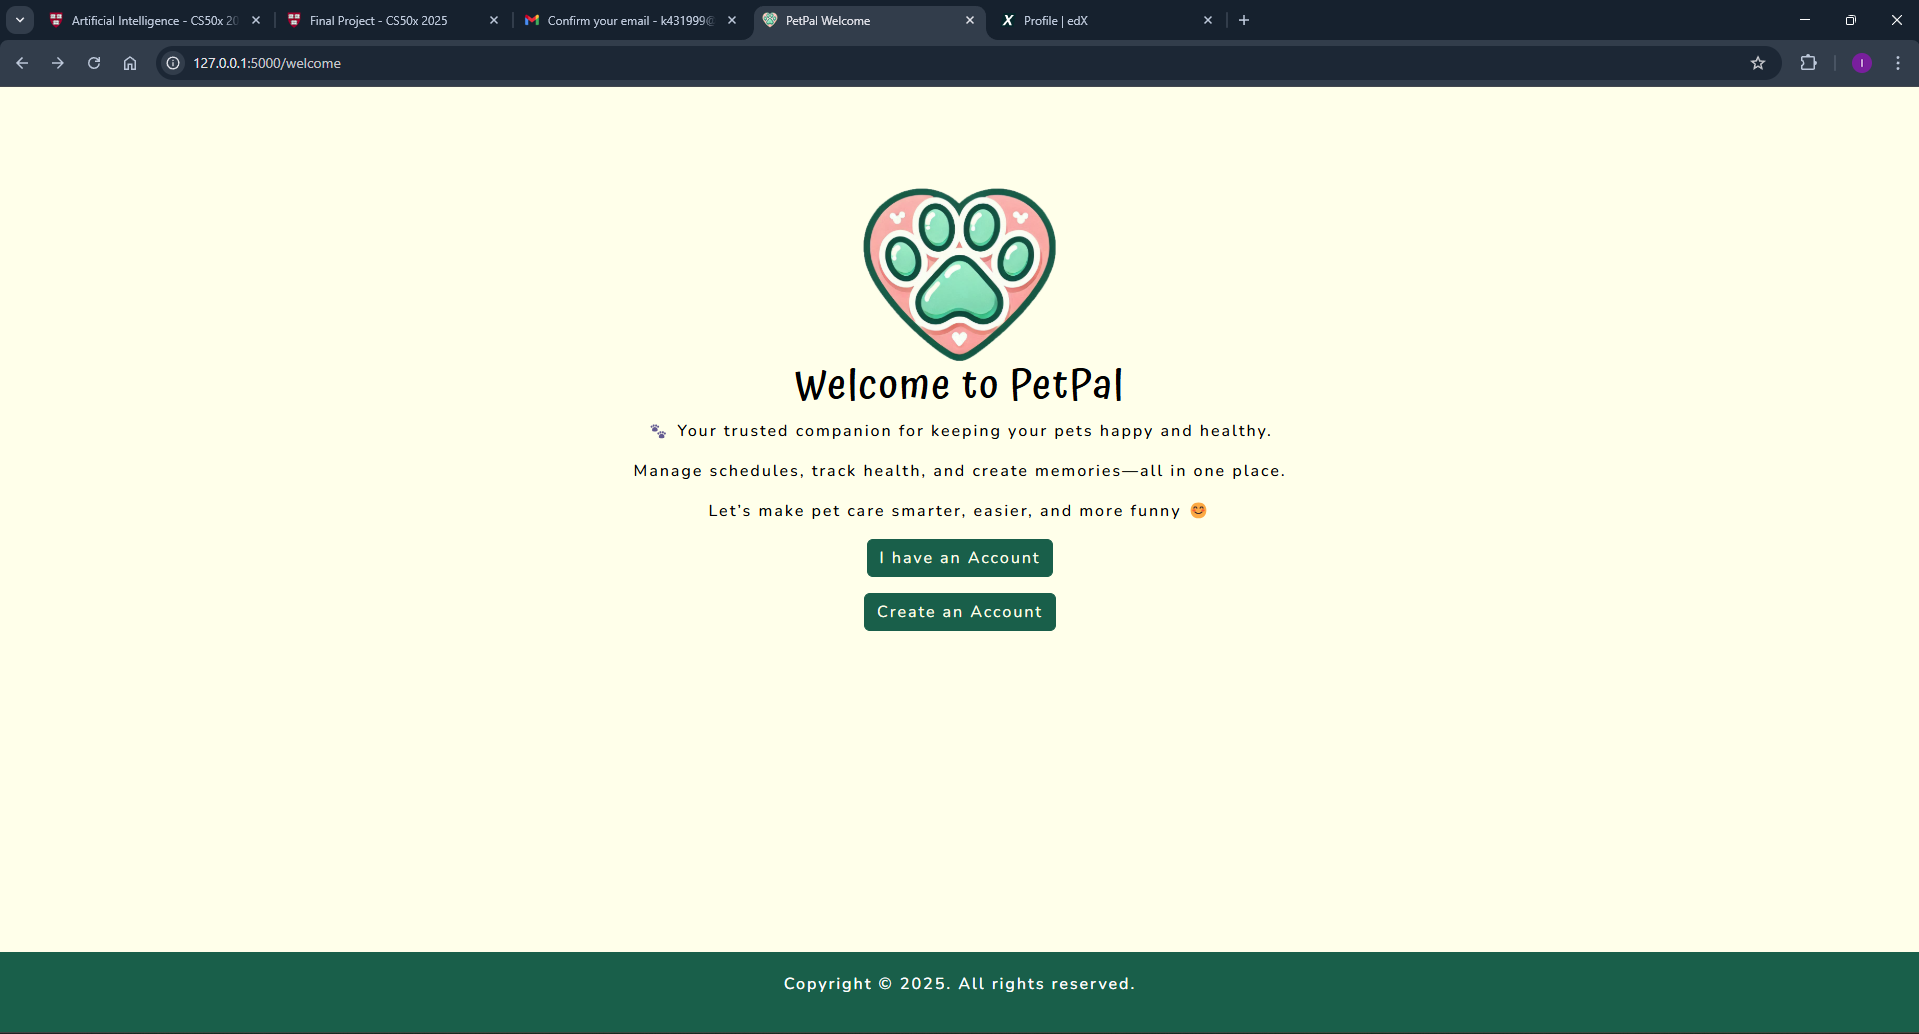 Artificial Intelligence - CS50x 20
Final Project - CS50x 2025
Confirm your email - k431999@
PetPal Welcome
X Profile | edX
127.0.0.1:5000/welcome
I
Welcome to PetPal
🐾 Your trusted companion for keeping your pets happy and healthy.
Manage schedules, track health, and create memories—all in one place.
Let’s make pet care smarter, easier, and more funny 😊
I have an Account
Create an Account
Copyright © 2025. All rights reserved.